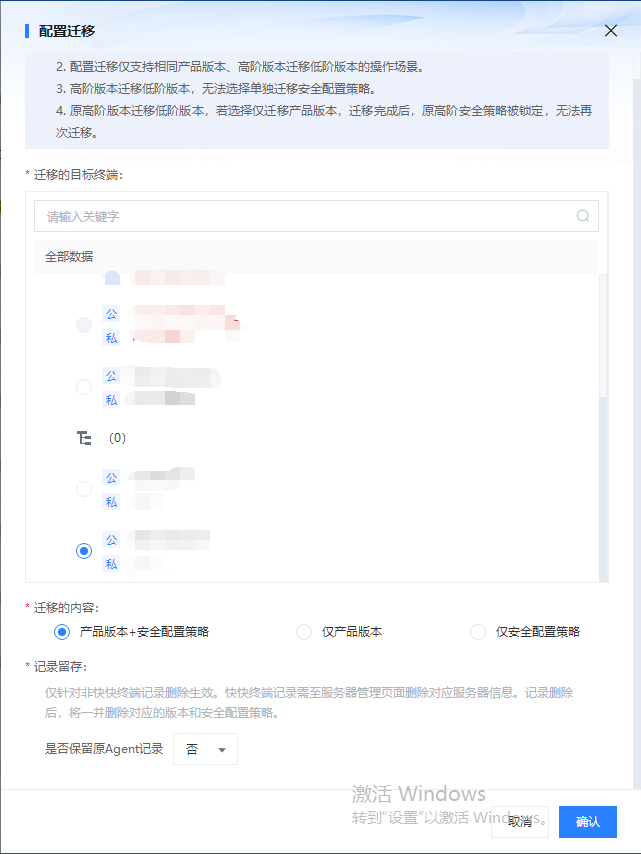 配置迁移
2. 配置迁移仅支持相同产品版本、高阶版本迁移低阶版本的操作场景。
3. 高阶版本迁移低阶版本，无法选择单独迁移安全配置策略。
4. 原高阶版本迁移低阶版本，若选择仅迁移产品版本，迁移完成后，原高阶安全策略被锁定，无法再
次迁移。
* 迁移的目标终端：
请输入关键字
全部数据
公
私
公
私
(0)
公
私
公
私
* 迁移的内容：
产品版本+安全配置策略 仅产品版本 仅安全配置策略
* 记录留存：
仅针对非快快终端记录删除生效。快快终端记录需至服务器管理页面删除对应服务器信息。记录删除
后，将一并删除对应的版本和安全配置策略。
是否保留原Agent记录 否
激活 Windows
转到"设置"以激活 Windows。
取消 确认